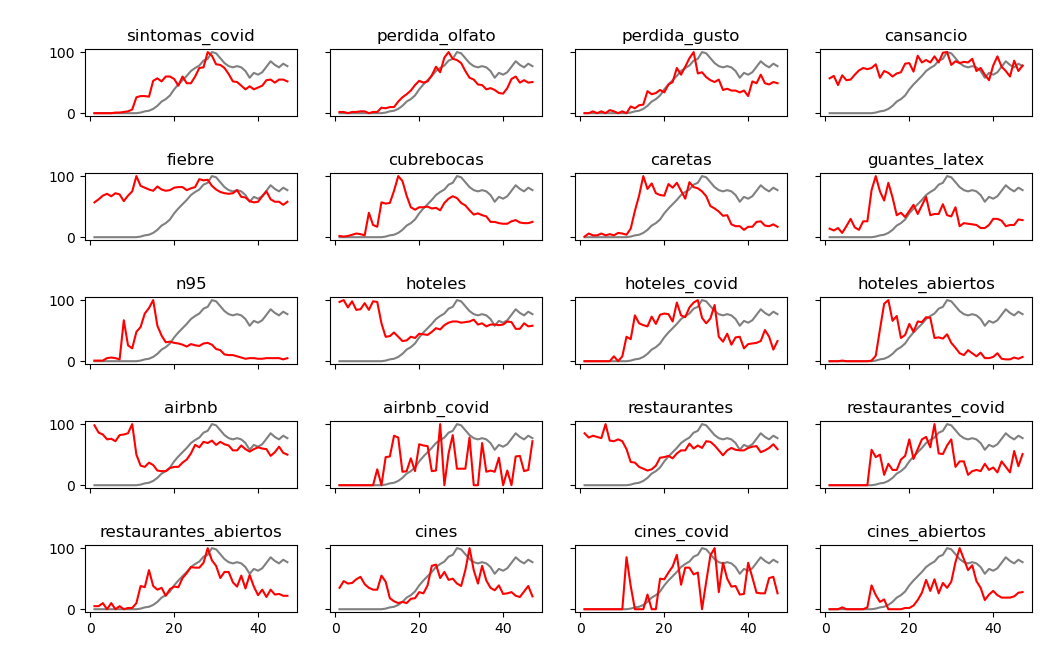 sintomas_covid perdida_olfato perdida_gusto cansancio
100
0
fiebre cubrebocas caretas guantes_latex
100
0
n95 hoteles hoteles_covid hoteles_abiertos
100
0
airbnb airbnb_covid restaurantes restaurantes_covid
100
0
restaurantes_abiertos cines cines_covid cines_abiertos
100
0
0 20 40 0 20 40 0 20 40 0 20 40